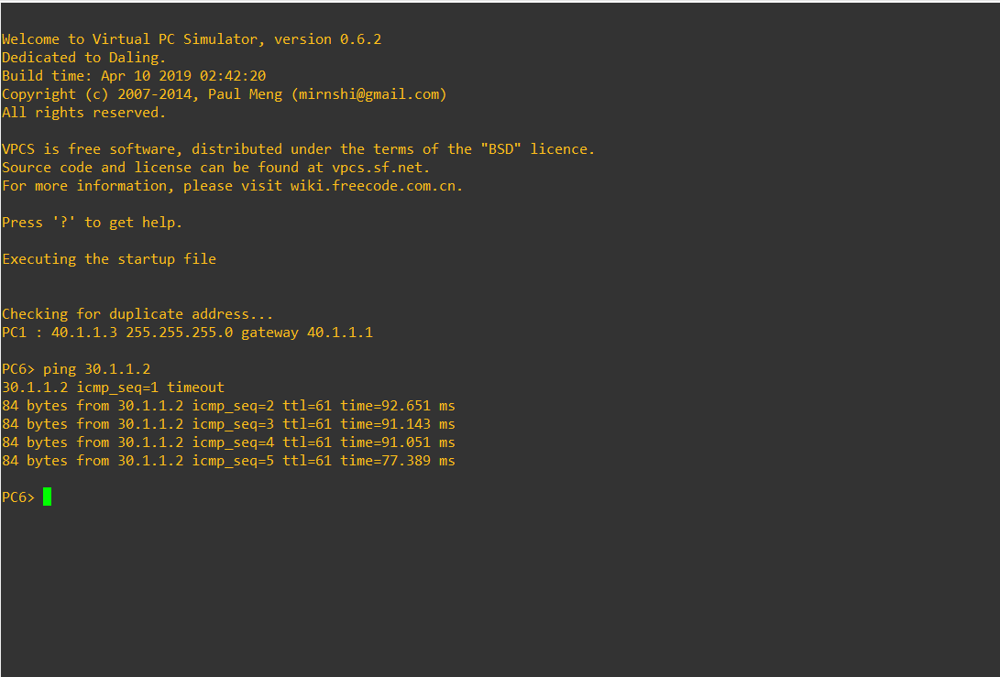 Welcome to Virtual PC Simulator, version 0.6.2
Dedicated to Daling.
Build time: Apr 10 2019 02:42:20
Copyright (c) 2007-2014, Paul Meng (mirnshi@gmail.com)
All rights reserved.
VPCS is free software, distributed under the terms of the "BSD" licence.
Source code and license can be found at vpcs.sf.net.
For more information, please visit wiki.freecode.com.cn.
Press '?' to get help.
Executing the startup file
Checking for duplicate address...
PC1 : 40.1.1.3 255.255.255.0 gateway 40.1.1.1
PC6> ping 30.1.1.2
30.1.1.2 icmp_seq=1 timeout
84 bytes from 30.1.1.2 icmp_seq=2 ttl=61 time=92.651 ms
84 bytes from 30.1.1.2 icmp_seq=3 ttl=61 time=91.143 ms
84 bytes from 30.1.1.2 icmp_seq=4 ttl=61 time=91.051 ms
84 bytes from 30.1.1.2 icmp_seq=5 ttl=61 time=77.389 ms
PC6>